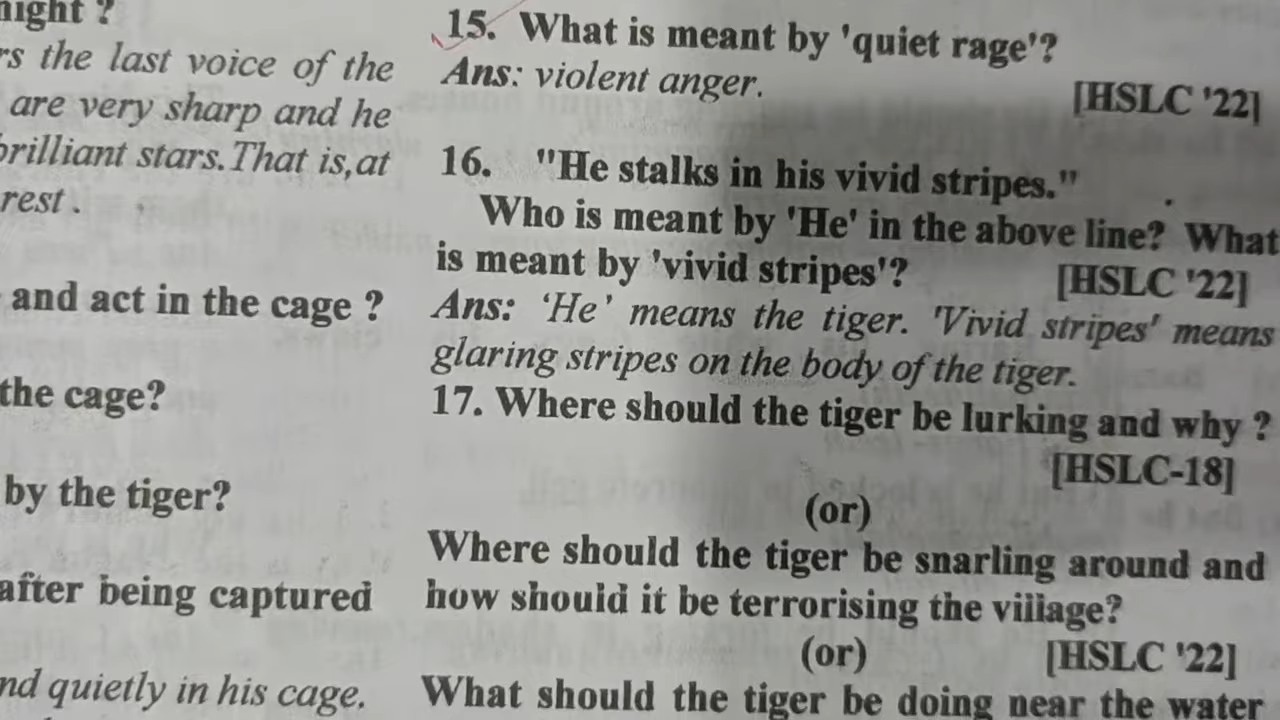 night ?
rs the last voice of the
are very sharp and he
brilliant stars.That is,at
rest .
and act in the cage ?
the cage?
by the tiger?
after being captured
nd quietly in his cage.
15. What is meant by 'quiet rage'?
Ans: violent anger.
[HSLC '22]
16. "He stalks in his vivid stripes."
Who is meant by 'He' in the above line? What
is meant by 'vivid stripes'? [HSLC '22]
Ans: ‘He’ means the tiger. 'Vivid stripes' means
glaring stripes on the body of the tiger.
17. Where should the tiger be lurking and why ?
[HSLC-18]
(or)
Where should the tiger be snarling around and
how should it be terrorising the village?
(or) [HSLC '22]
What should the tiger be doing near the water